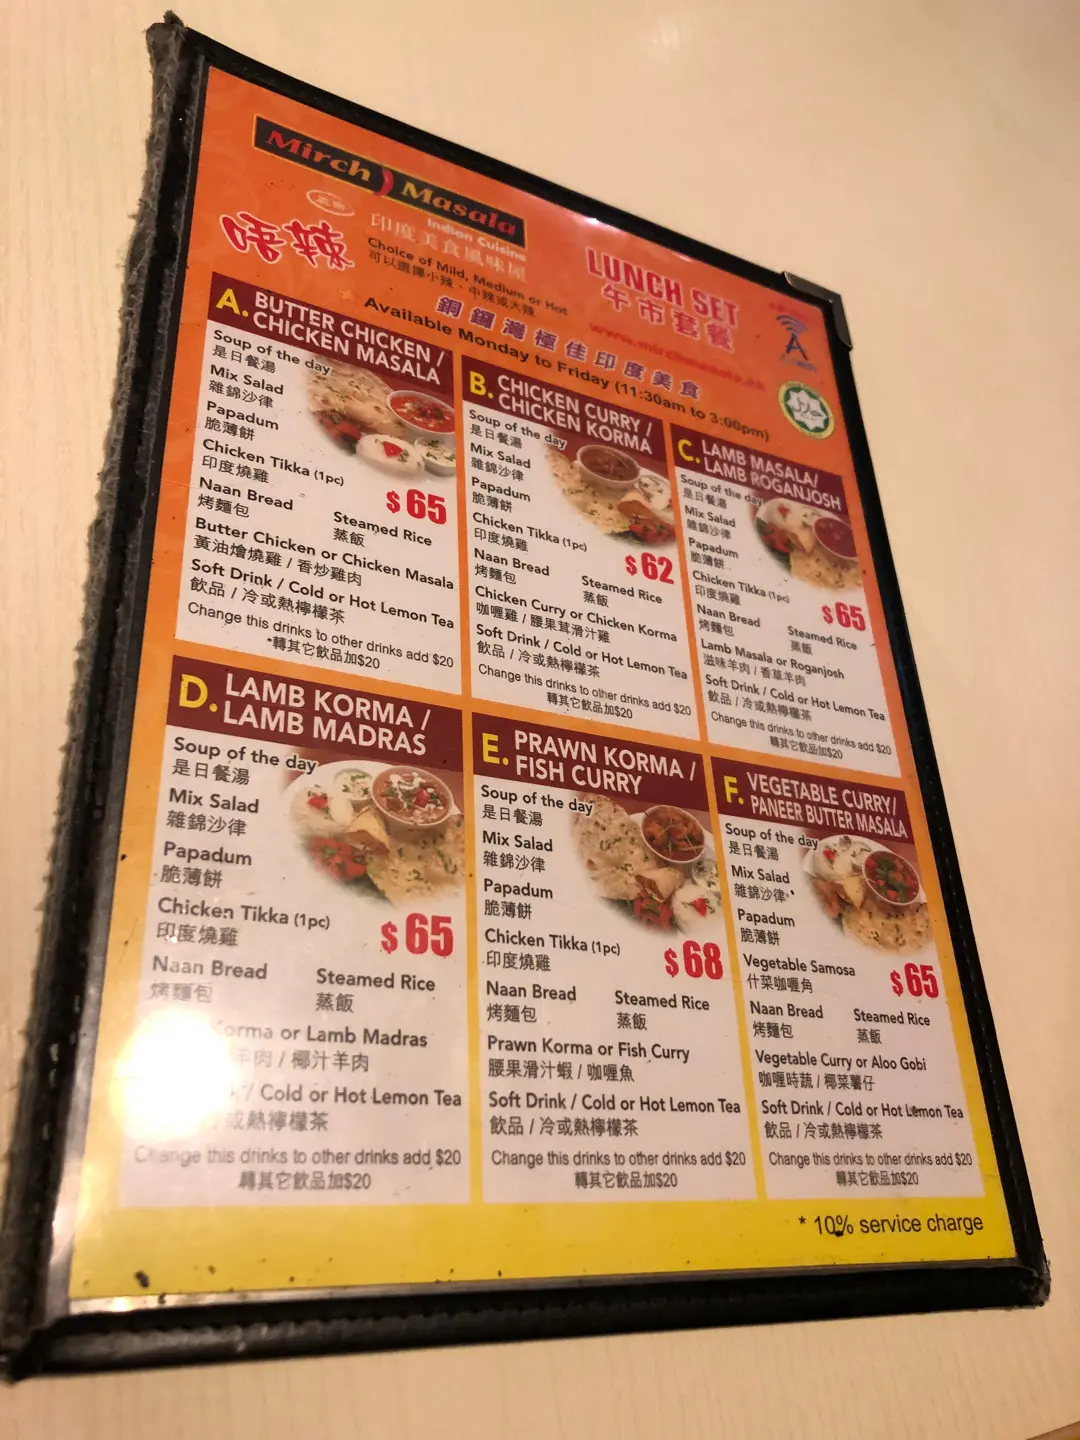 Mirch Masala
Indian Cuisine
唔辣
印度美食風味屋
Choice of Mild, Medium or Hot
可以選擇小辣、中辣或大辣
LUNCH SET
午市套餐
銅鑼灣極佳印度美食
Available Monday to Friday (11:30am to 3:00pm)
A. BUTTER CHICKEN /
CHICKEN MASALA
Soup of the day
是日餐湯
Mix Salad
雜錦沙律
Papadum
脆薄餅
Chicken Tikka (1pc)
印度燒雞
$65
Naan Bread Steamed Rice
烤麵包 蒸飯
Butter Chicken or Chicken Masala
黃油燴燒雞 / 香炒雞肉
Soft Drink / Cold or Hot Lemon Tea
飲品 / 冷或熱檸檬茶
Change this drinks to other drinks add $20
*轉其它飲品加$20
B. CHICKEN CURRY /
CHICKEN KORMA
Soup of the day
是日餐湯
Mix Salad
雜錦沙律
Papadum
脆薄餅
Chicken Tikka (1pc)
印度燒雞
$62
Naan Bread Steamed Rice
烤麵包 蒸飯
Chicken Curry or Chicken Korma
咖喱雞 / 腰果茸滑汁雞
Soft Drink / Cold or Hot Lemon Tea
飲品 / 冷或熱檸檬茶
Change this drinks to other drinks add $20
轉其它飲品加$20
C. LAMB MASALA/
LAMB ROGANJOSH
Soup of the day
是日餐湯
Mix Salad
雜錦沙律
Papadum
脆薄餅
Chicken Tikka (1pc)
印度燒雞
$65
Naan Bread Steamed Rice
烤麵包 蒸飯
Lamb Masala or Roganjosh
滋味羊肉 / 香草羊肉
Soft Drink / Cold or Hot Lemon Tea
飲品 / 冷或熱檸檬茶
Change this drinks to other drinks add $20
轉其它飲品加$20
D. LAMB KORMA /
LAMB MADRAS
Soup of the day
是日餐湯
Mix Salad
雜錦沙律
Papadum
脆薄餅
Chicken Tikka (1pc)
印度燒雞
$65
Naan Bread Steamed Rice
烤麵包 蒸飯
or Lamb Madras
羊肉 / 椰汁羊肉
/ Cold or Hot Lemon Tea
或熱檸檬茶
Change this drinks to other drinks add $20
轉其它飲品加$20
E. PRAWN KORMA /
FISH CURRY
Soup of the day
是日餐湯
Mix Salad
雜錦沙律
Papadum
脆薄餅
Chicken Tikka (1pc)
印度燒雞
$68
Naan Bread Steamed Rice
烤麵包 蒸飯
Prawn Korma or Fish Curry
腰果滑汁蝦 / 咖喱魚
Soft Drink / Cold or Hot Lemon Tea
飲品 / 冷或熱檸檬茶
Change this drinks to other drinks add $20
轉其它飲品加$20
F. VEGETABLE CURRY/
PANEER BUTTER MASALA
Soup of the day
是日餐湯
Mix Salad
雜錦沙律
Papadum
脆薄餅
Vegetable Samosa
什菜咖喱角
$65
Naan Bread Steamed Rice
烤麵包 蒸飯
Vegetable Curry or Aloo Gobi
咖喱時蔬 / 椰菜薯仔
Soft Drink / Cold or Hot Lemon Tea
飲品 / 冷或熱檸檬茶
Change this drinks to other drinks add $20
轉其它飲品加$20
* 10% service charge